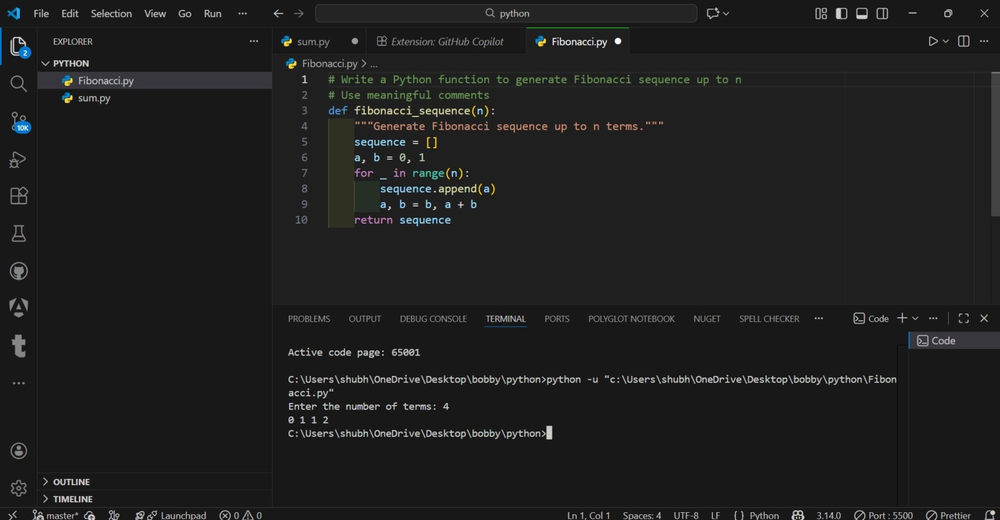 File Edit Selection View Go Run ···
python
EXPLORER ···
PYTHON
Fibonacci.py
sum.py
2
10K
OUTLINE
TIMELINE
sum.py
Extension: GitHub Copilot
Fibonacci.py
Fibonacci.py > ...
1 # Write a Python function to generate Fibonacci sequence up to n
2 # Use meaningful comments
3 def fibonacci_sequence(n):
4 """Generate Fibonacci sequence up to n terms."""
5 sequence = []
6 a, b = 0, 1
7 for _ in range(n):
8 sequence.append(a)
9 a, b = b, a + b
10 return sequence
PROBLEMS OUTPUT DEBUG CONSOLE TERMINAL PORTS POLYGLOT NOTEBOOK NUGET SPELL CHECKER ··· Code
Code
Active code page: 65001
C:\Users\shubh\OneDrive\Desktop\bobby\python>python -u "c:\Users\shubh\OneDrive\Desktop\bobby\python\Fibon
acci.py"
Enter the number of terms: 4
0 1 1 2
C:\Users\shubh\OneDrive\Desktop\bobby\python>
master* Launchpad 0 0 Ln 1, Col 1 Spaces: 4 UTF-8 LF { } Python 3.14.0 Port : 5500 Prettier